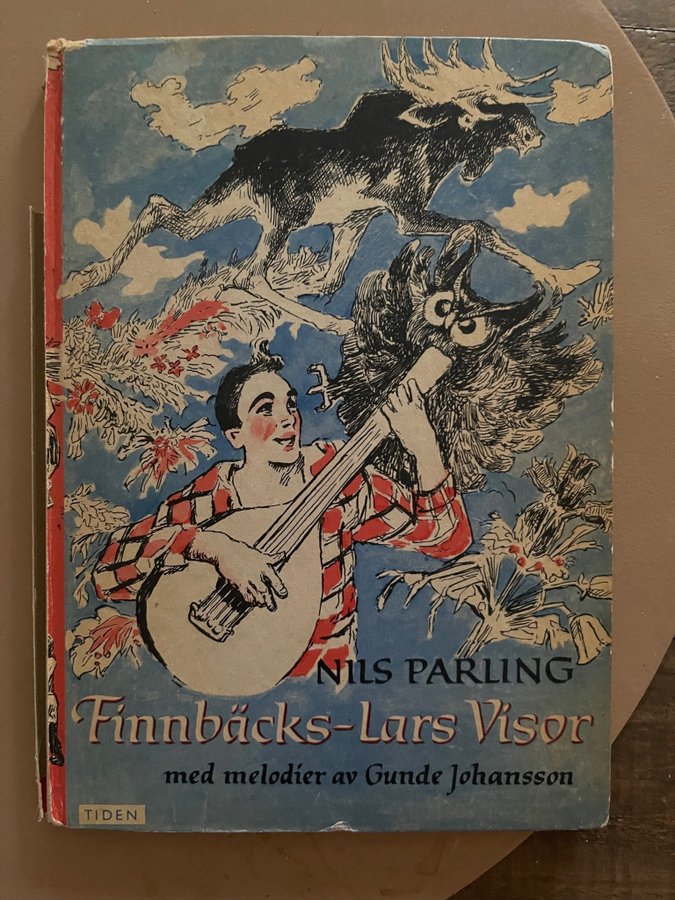 NILS PARLING
Finnbäcks-Lars Visor
med melodier av Gunde Johansson
TIDEN